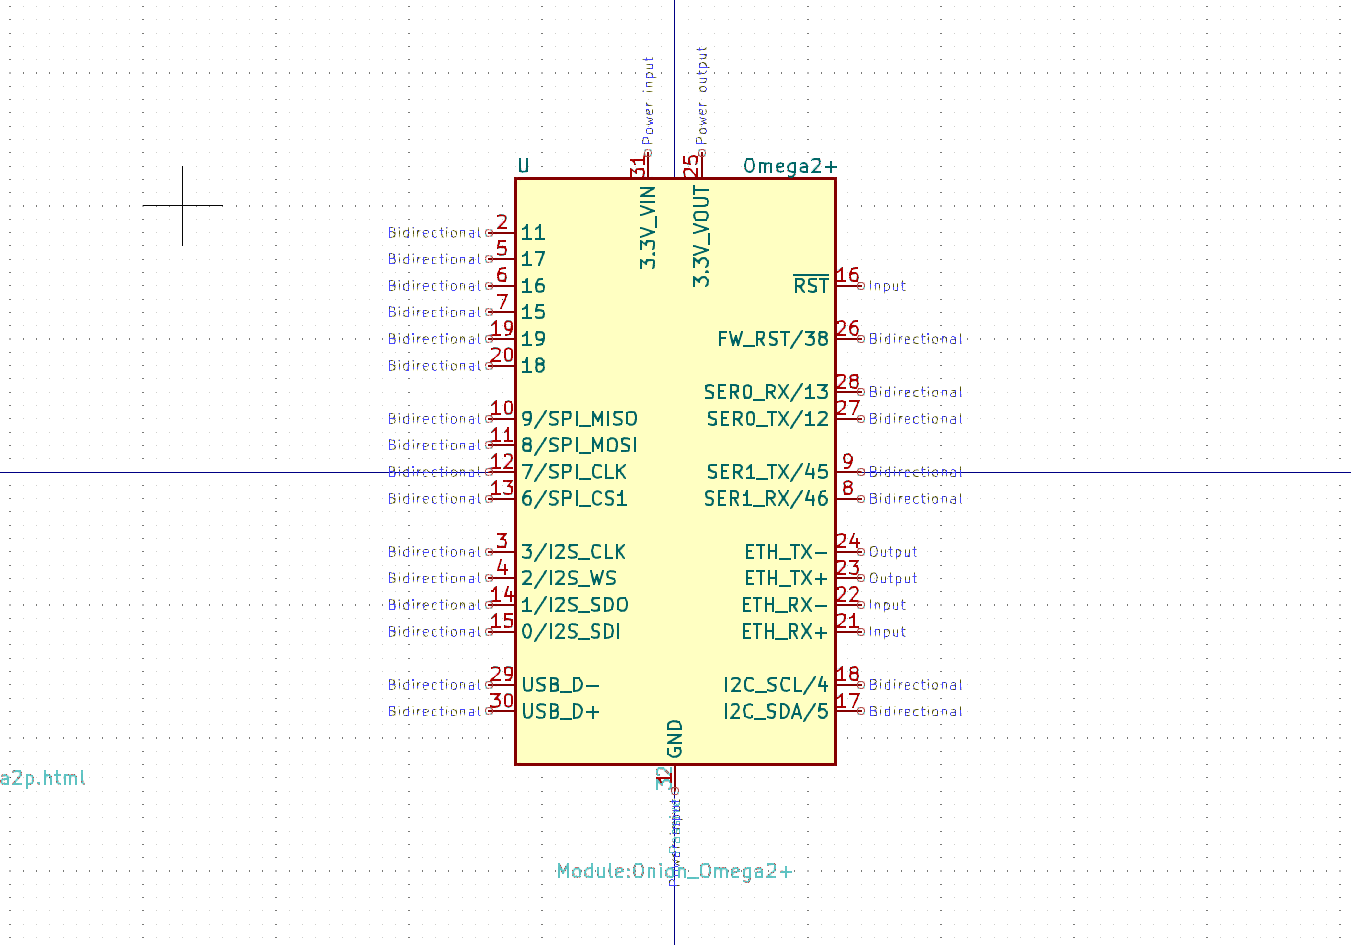 Power input
Power output
31
25
U
Omega2+
3.3V_VIN
3.3V_VOUT
Bidirectional 2 11
Bidirectional 5 17
Bidirectional 6 16
RST 16 Input
Bidirectional 7 15
Bidirectional 19 19
FW_RST/38 26 Bidirectional
Bidirectional 20 18
SER0_RX/13 28 Bidirectional
Bidirectional 10 9/SPI_MISO
SER0_TX/12 27 Bidirectional
Bidirectional 11 8/SPI_MOSI
Bidirectional 12 7/SPI_CLK
SER1_TX/45 9 Bidirectional
Bidirectional 13 6/SPI_CS1
SER1_RX/46 8 Bidirectional
Bidirectional 3 3/I2S_CLK
ETH_TX- 24 Output
Bidirectional 4 2/I2S_WS
ETH_TX+ 23 Output
Bidirectional 14 1/I2S_SDO
ETH_RX- 22 Input
Bidirectional 15 0/I2S_SDI
ETH_RX+ 21 Input
Bidirectional 29 USB_D-
I2C_SCL/4 18 Bidirectional
Bidirectional 30 USB_D+
I2C_SDA/5 17 Bidirectional
GND
a2p.html
Module:Onion_Omega2+